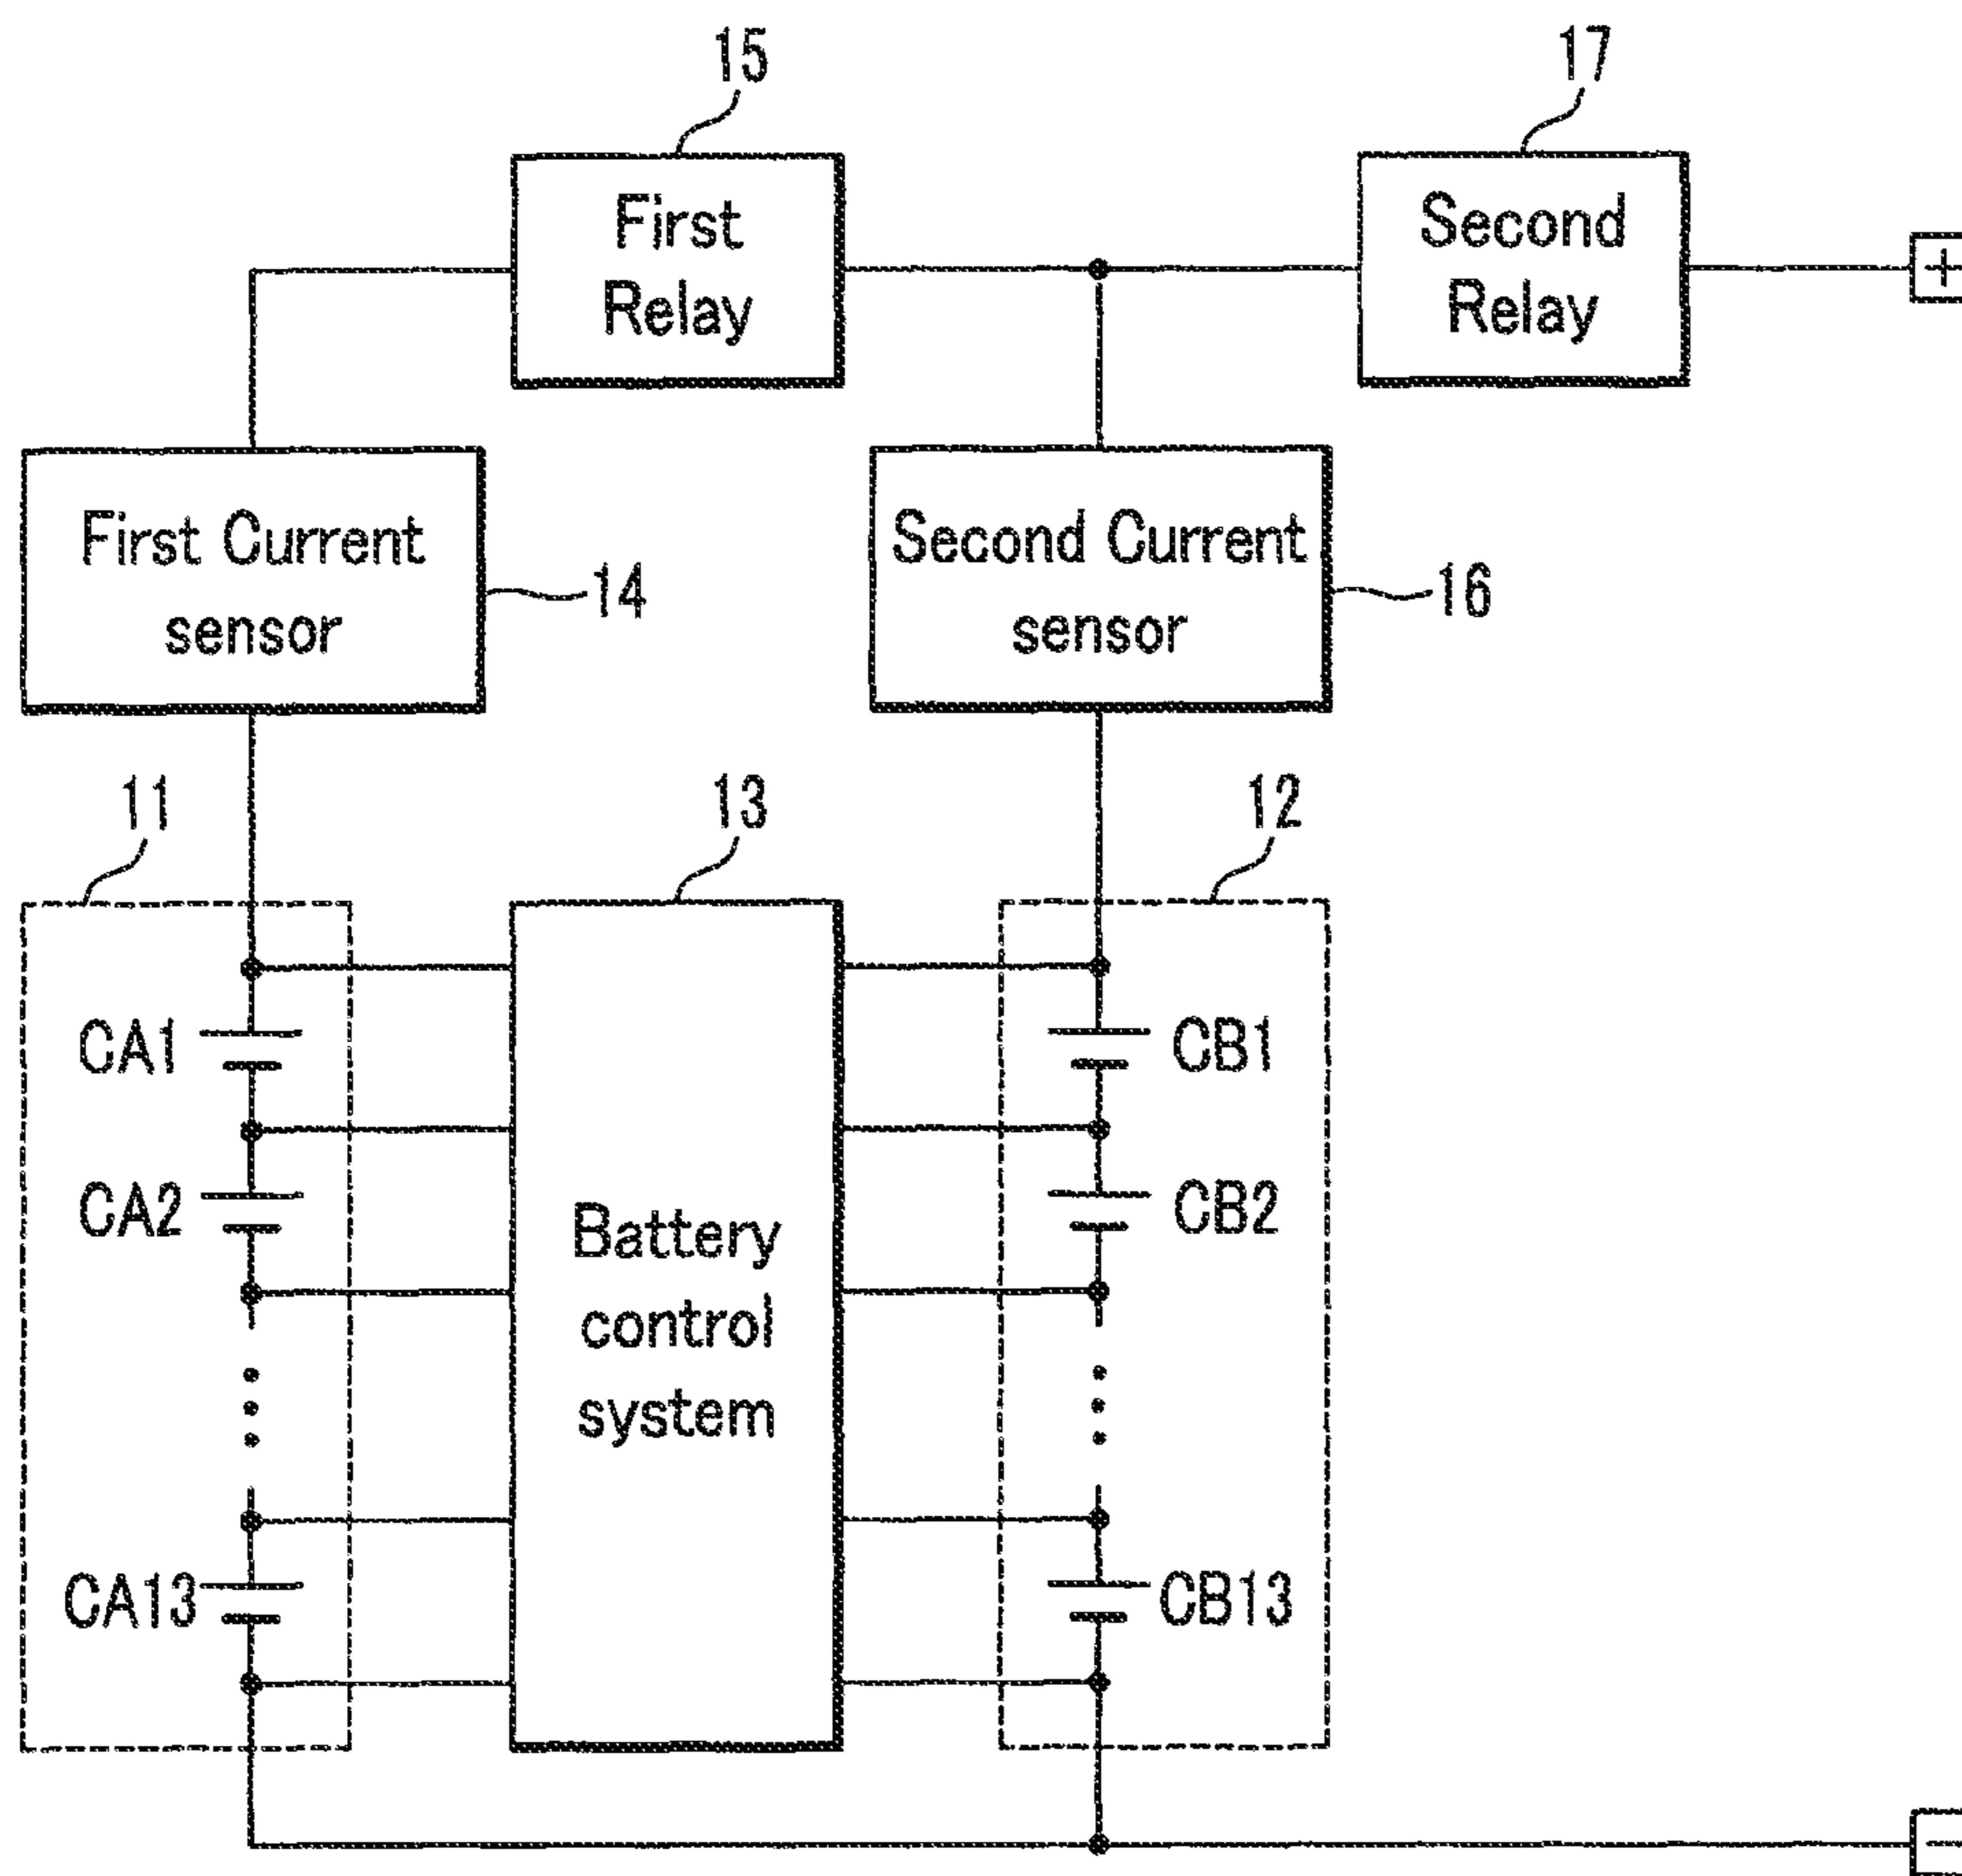 15
17
First
Relay
Second
Relay
+
First Current
sensor
14
Second Current
sensor
16
11
13
12
CA1
CB1
CA2
CB2
Battery
control
system
CA13
CB13
−